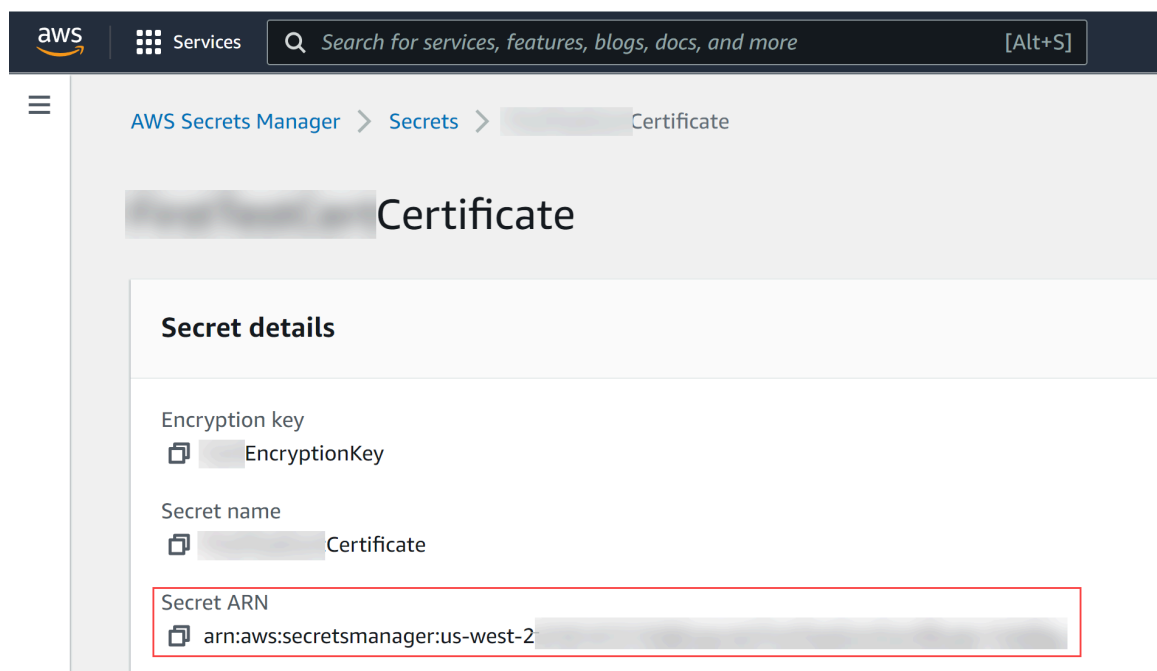 aws Services Search for services, features, blogs, docs, and more [Alt+S]
AWS Secrets Manager > Secrets > Certificate
Certificate
Secret details
Encryption key
EncryptionKey
Secret name
Certificate
Secret ARN
arn:aws:secretsmanager:us-west-2